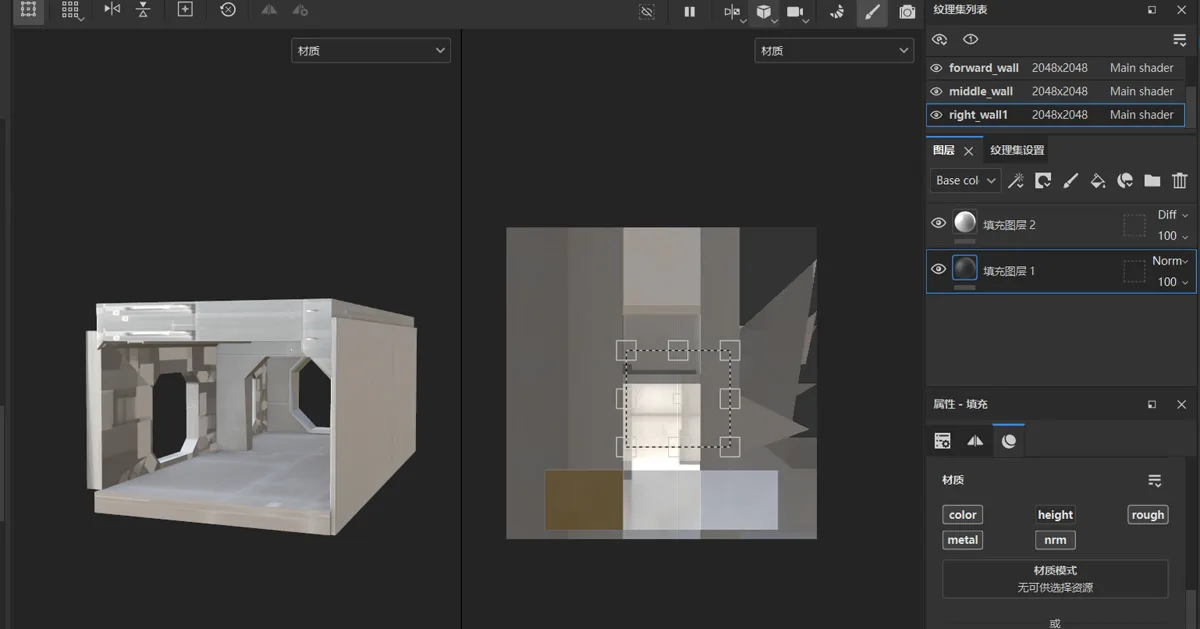 材质
材质
纹理集列表
forward_wall 2048x2048 Main shader
middle_wall 2048x2048 Main shader
right_wall1 2048x2048 Main shader
图层 纹理集设置
Base col
填充图层 2
Diff
100
填充图层 1
Norm
100
属性 - 填充
材质
color height rough
metal nrm
材质模式
无可供选择资源
或